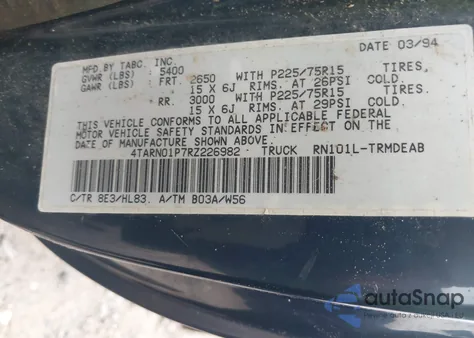 MFD.BY TABC, INC. DATE 03/94
GVWR (LBS) 5400
GAWR (LBS) FRT. 2650 WITH P225/75R15 TIRES,
15 X 6J RIMS, AT 26PSI COLD.
RR. 3000 WITH P225/75R15 TIRES,
15 X 6J RIMS, AT 29PSI COLD.
THIS VEHICLE CONFORMS TO ALL APPLICABLE FEDERAL
MOTOR VEHICLE SAFETY STANDARDS IN EFFECT ON THE
DATE OF MANUFACTURE SHOWN ABOVE.
4TARN01P7RZ226982 TRUCK RN101L-TRMDEAB
C/TR 8E3/HL83, A/TM B03A/W56
autoSnap